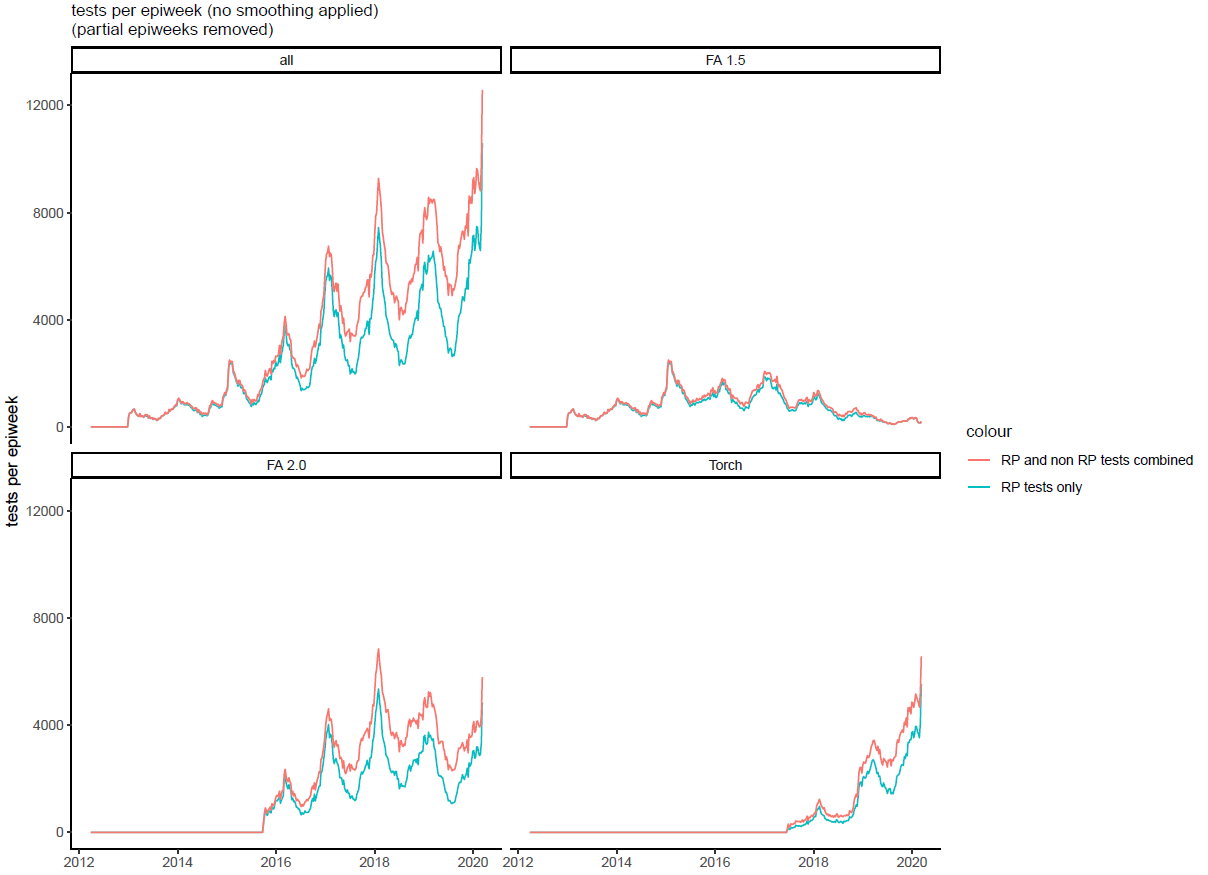 tests per epiweek (no smoothing applied)
(partial epiweeks removed)
all
FA 1.5
12000
8000
4000
0
FA 2.0
Torch
12000
8000
4000
0
2012
2014
2016
2018
2020
2012
2014
2016
2018
2020
tests per epiweek
colour
RP and non RP tests combined
RP tests only